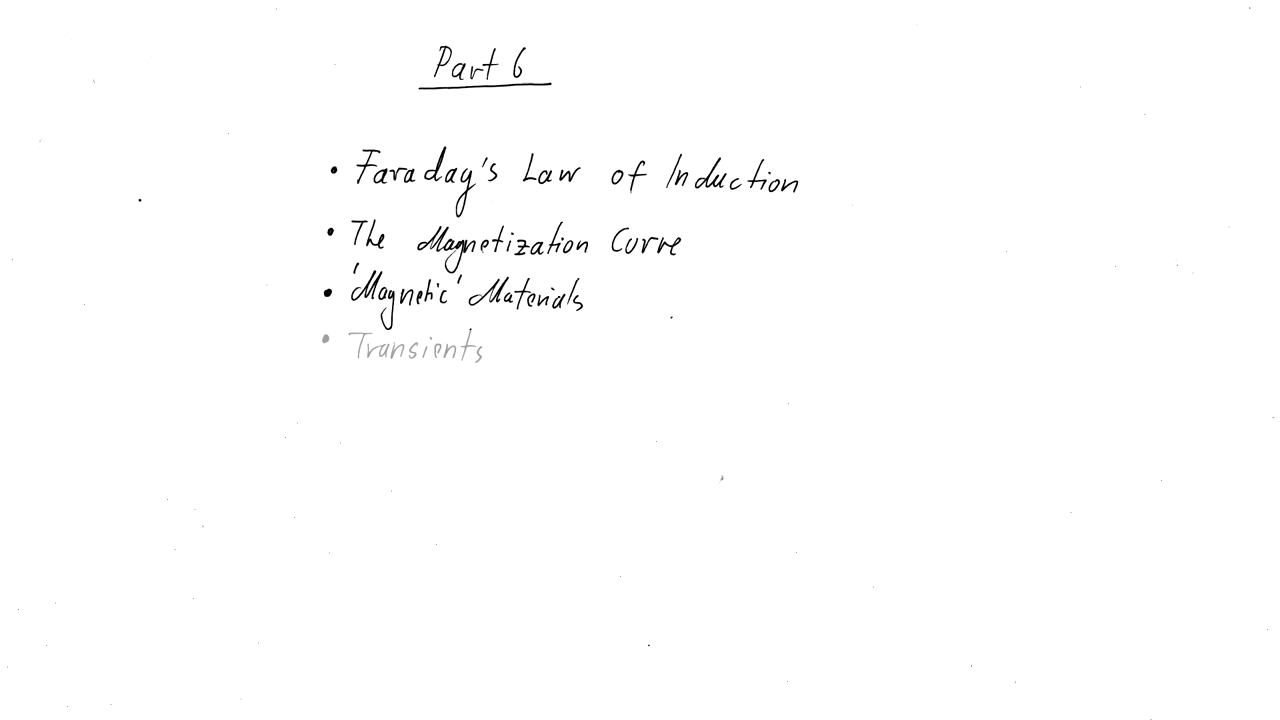 Part 6
• Faraday's Law of Induction
• The Magnetization Curve
• 'Magnetic' Materials
• Transients